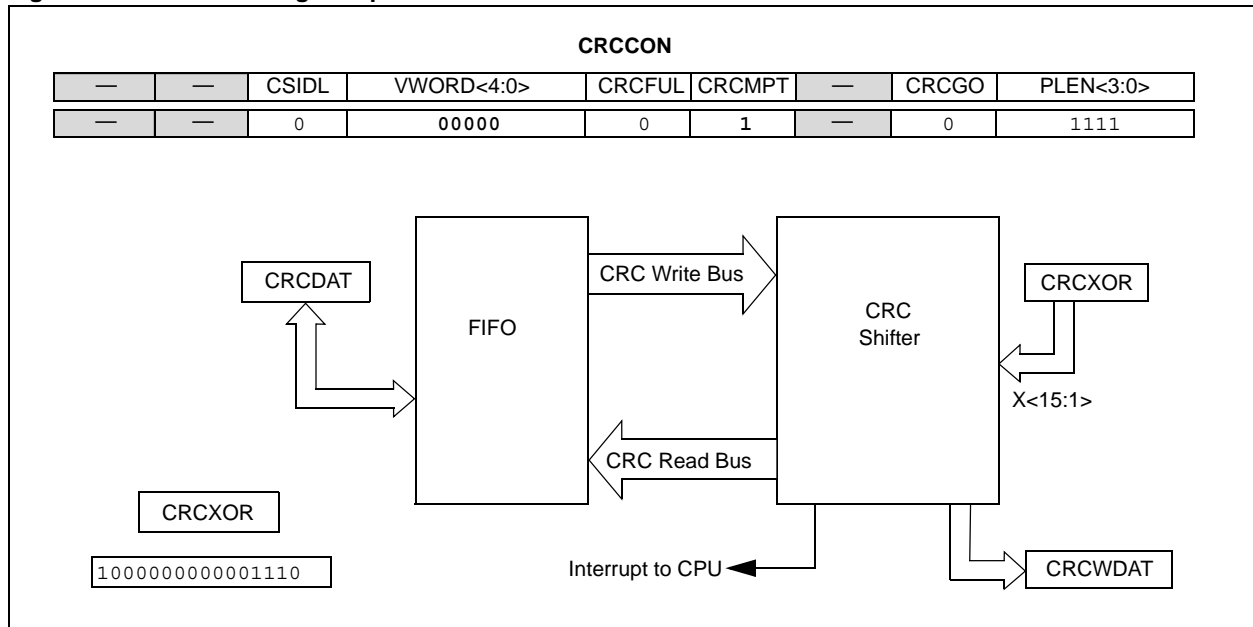 CRCCON
— — CSIDL VWORD<4:0> CRCFUL CRCMPT — CRCGO PLEN<3:0>
— — 0 00000 0 1 — 0 1111
CRC Write Bus
CRCDAT
CRCXOR
FIFO
CRC
Shifter
X<15:1>
CRC Read Bus
CRCXOR
Interrupt to CPU
CRCWDAT
1000000000001110